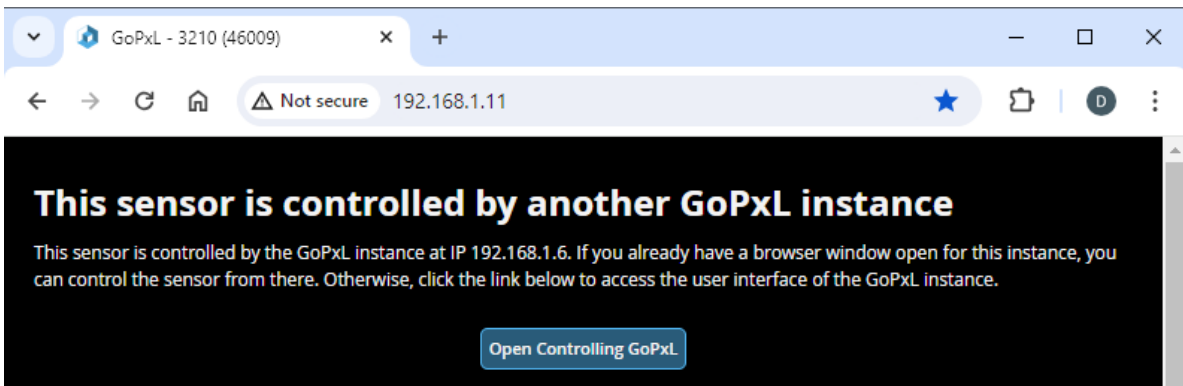 GoPxL - 3210 (46009)
Not secure 192.168.1.11
D
This sensor is controlled by another GoPxL instance
This sensor is controlled by the GoPxL instance at IP 192.168.1.6. If you already have a browser window open for this instance, you
can control the sensor from there. Otherwise, click the link below to access the user interface of the GoPxL instance.
Open Controlling GoPxL